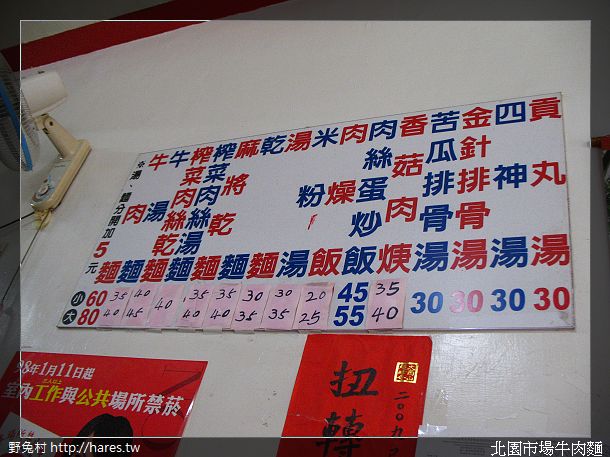 貢丸湯 30
四神湯 30
金針排骨湯 30
苦瓜排骨湯 30
香菇肉焿 35 40
肉絲蛋炒飯 45 55
肉燥飯 20 25
米粉湯 30 35
湯麵 30 35
乾麵 35 40
麻將乾麵 35 40
榨菜肉絲湯麵 40
榨菜肉絲乾麵 40 45
牛湯麵 35 40
牛肉麵 60 80
小
大
※湯、麵分開加5元
98年1月11日起
室內工作與公共場所禁菸
扭轉
二00九
野兔村 http://hares.tw
北園市場牛肉麵